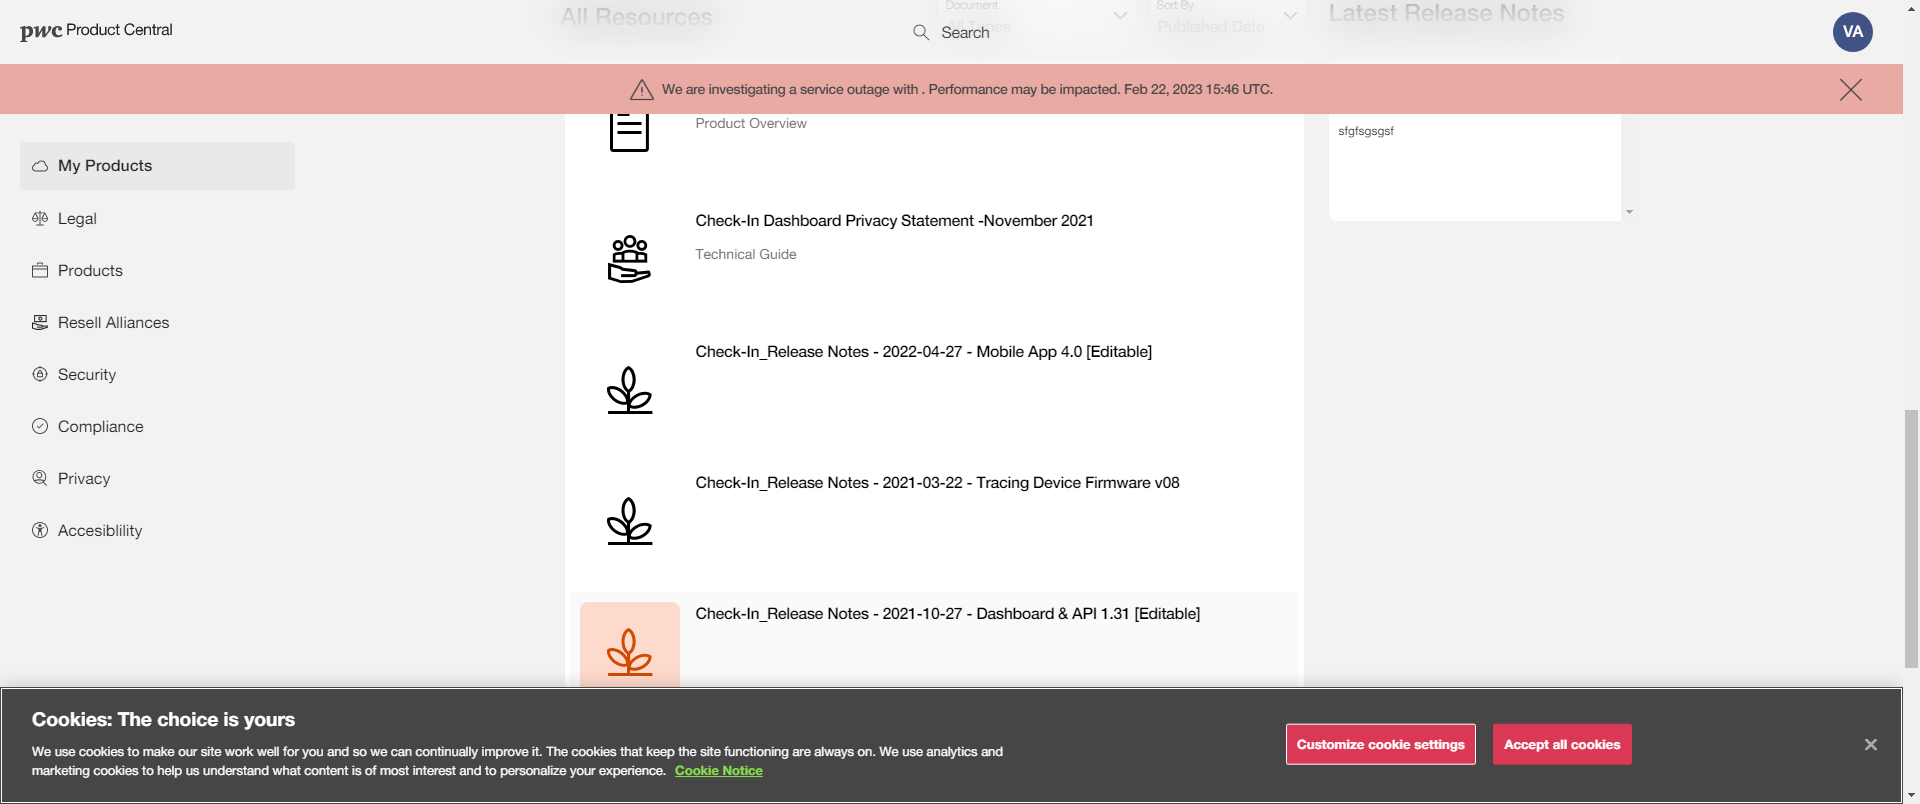 All Resources
Document
All Types
Sort By
Published Date
Latest Release Notes
pwc Product Central
Search
VA
We are investigating a service outage with . Performance may be impacted. Feb 22, 2023 15:46 UTC.
Product Overview
sfgfsgsgsf
My Products
Legal
Products
Resell Alliances
Security
Compliance
Privacy
Accesiblility
Check-In Dashboard Privacy Statement -November 2021
Technical Guide
Check-In_Release Notes - 2022-04-27 - Mobile App 4.0 [Editable]
Check-In_Release Notes - 2021-03-22 - Tracing Device Firmware v08
Check-In_Release Notes - 2021-10-27 - Dashboard & API 1.31 [Editable]
Cookies: The choice is yours
We use cookies to make our site work well for you and so we can continually improve it. The cookies that keep the site functioning are always on. We use analytics and
marketing cookies to help us understand what content is of most interest and to personalize your experience. Cookie Notice
Customize cookie settings
Accept all cookies